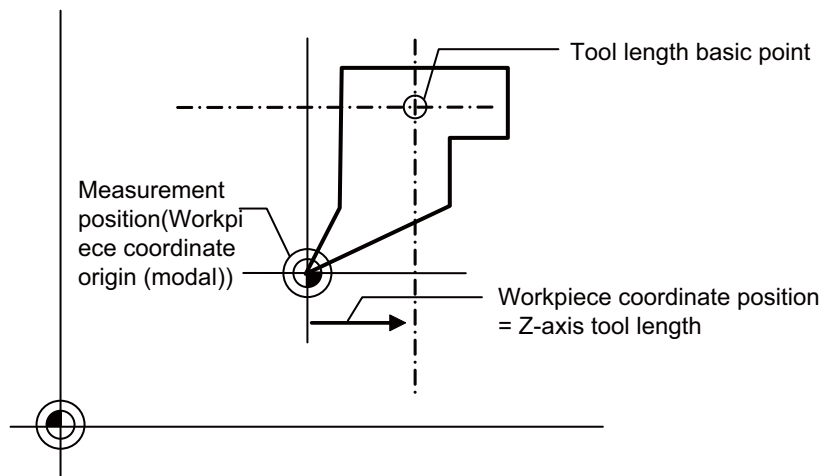 Tool length basic point
Measurement
position(Workpi
ece coordinate
origin (modal))
Workpiece coordinate position
= Z-axis tool length